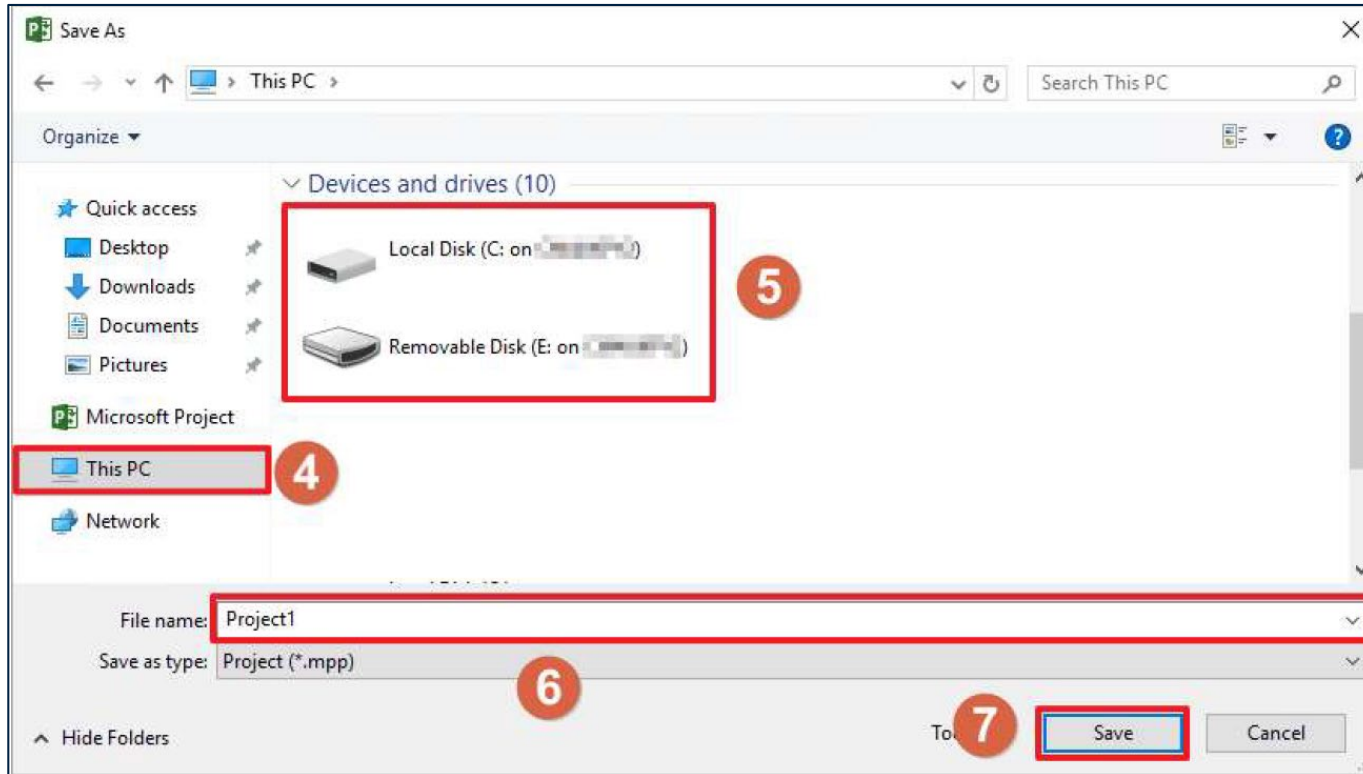 Save As
This PC
Search This PC
Organize
Devices and drives (10)
Quick access
Desktop
Downloads
Documents
Pictures
Microsoft Project
This PC
Network
Local Disk (C: on )
Removable Disk (E: on )
5
4
File name: Project1
Save as type: Project (*.mpp)
6
Hide Folders
7
Save
Cancel